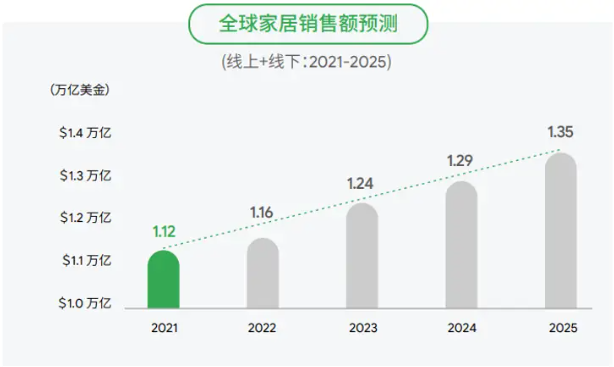 全球家居销售额预测
(线上+线下:2021-2025)
(万亿美金)
$1.4 万亿
$1.3 万亿
$1.2 万亿
$1.1 万亿
$1.0 万亿
1.12
1.16
1.24
1.29
1.35
2021
2022
2023
2024
2025